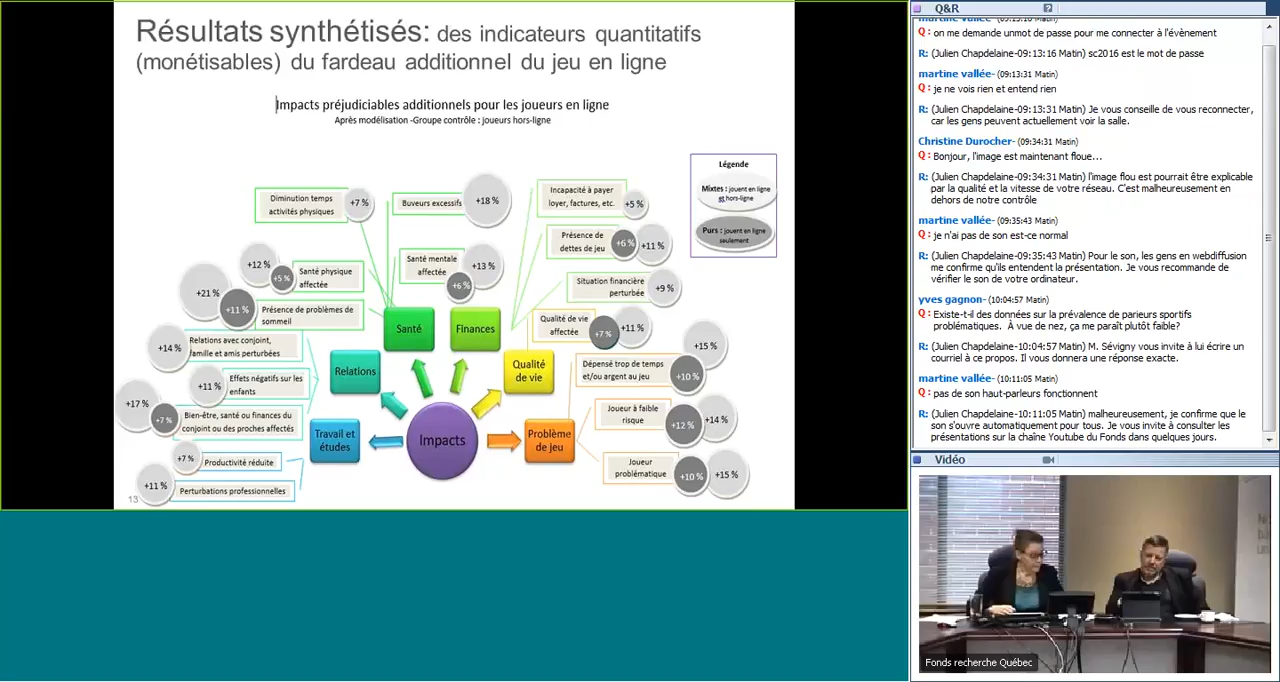 Résultats synthétisés: des indicateurs quantitatifs
(monétisables) du fardeau additionnel du jeu en ligne
Impacts préjudiciables additionnels pour les joueurs en ligne
Après modélisation -Groupe contrôle : joueurs hors-ligne
Légende
Mixtes : jouent en ligne
et hors-ligne
Purs : jouent en ligne
seulement
Diminution temps
activités physiques
+7 %
Buveurs excessifs
+18 %
Incapacité à payer
loyer, factures, etc.
+5 %
Présence de
dettes de jeu
+6 %
+11 %
+12 %
+5 %
Santé physique
affectée
Santé mentale
affectée
+13 %
+6 %
Situation financière
perturbée
+9 %
+21 %
+11 %
Présence de problèmes de
sommeil
Santé
Finances
Qualité de vie
affectée
+7 %
+11 %
+14 %
Relations avec conjoint,
famille et amis perturbées
Relations
Qualité
de vie
Dépensé trop de temps
et/ou argent au jeu
+15 %
+10 %
+11 %
Effets négatifs sur les
enfants
+17 %
+7 %
Bien-être, santé ou finances du
conjoint ou des proches affectés
Travail et
études
Impacts
Problème
de jeu
Joueur à faible
risque
+12 %
+14 %
+7 %
Productivité réduite
+11 %
Perturbations professionnelles
Joueur
problématique
+10 %
+15 %
13
Q&R
martine vallée- (09:13:16 Matin)
Q : on me demande unmot de passe pour me connecter à l'évènement
R: (Julien Chapdelaine-09:13:16 Matin) sc2016 est le mot de passe
martine vallée- (09:13:31 Matin)
Q : je ne vois rien et entend rien
R: (Julien Chapdelaine-09:13:31 Matin) Je vous conseille de vous reconnecter,
car les gens peuvent actuellement voir la salle.
Christine Durocher- (09:34:31 Matin)
Q : Bonjour, l'image est maintenant floue...
R: (Julien Chapdelaine-09:34:31 Matin) l'image flou est pourrait être explicable
par la qualité et la vitesse de votre réseau. C'est malheureusement en
dehors de notre contrôle
martine vallée- (09:35:43 Matin)
Q : je n'ai pas de son est-ce normal
R: (Julien Chapdelaine-09:35:43 Matin) Pour le son, les gens en webdiffusion
me confirme qu'ils entendent la présentation. Je vous recommande de
vérifier le son de votre ordinateur.
yves gagnon- (10:04:57 Matin)
Q : Existe-t-il des données sur la prévalence de parieurs sportifs
problématiques. À vue de nez, ça me paraît plutôt faible?
R: (Julien Chapdelaine-10:04:57 Matin) M. Sévigny vous invite à lui écrire un
courriel à ce propos. Il vous donnera une réponse exacte.
martine vallée- (10:11:05 Matin)
Q : pas de son haut-parleurs fonctionnent
R: (Julien Chapdelaine-10:11:05 Matin) malheureusement, je confirme que le
son s'ouvre automatiquement pour tous. Je vous invite à consulter les
présentations sur la chaîne Youtube du Fonds dans quelques jours.
Vidéo
Fonds recherche Québec